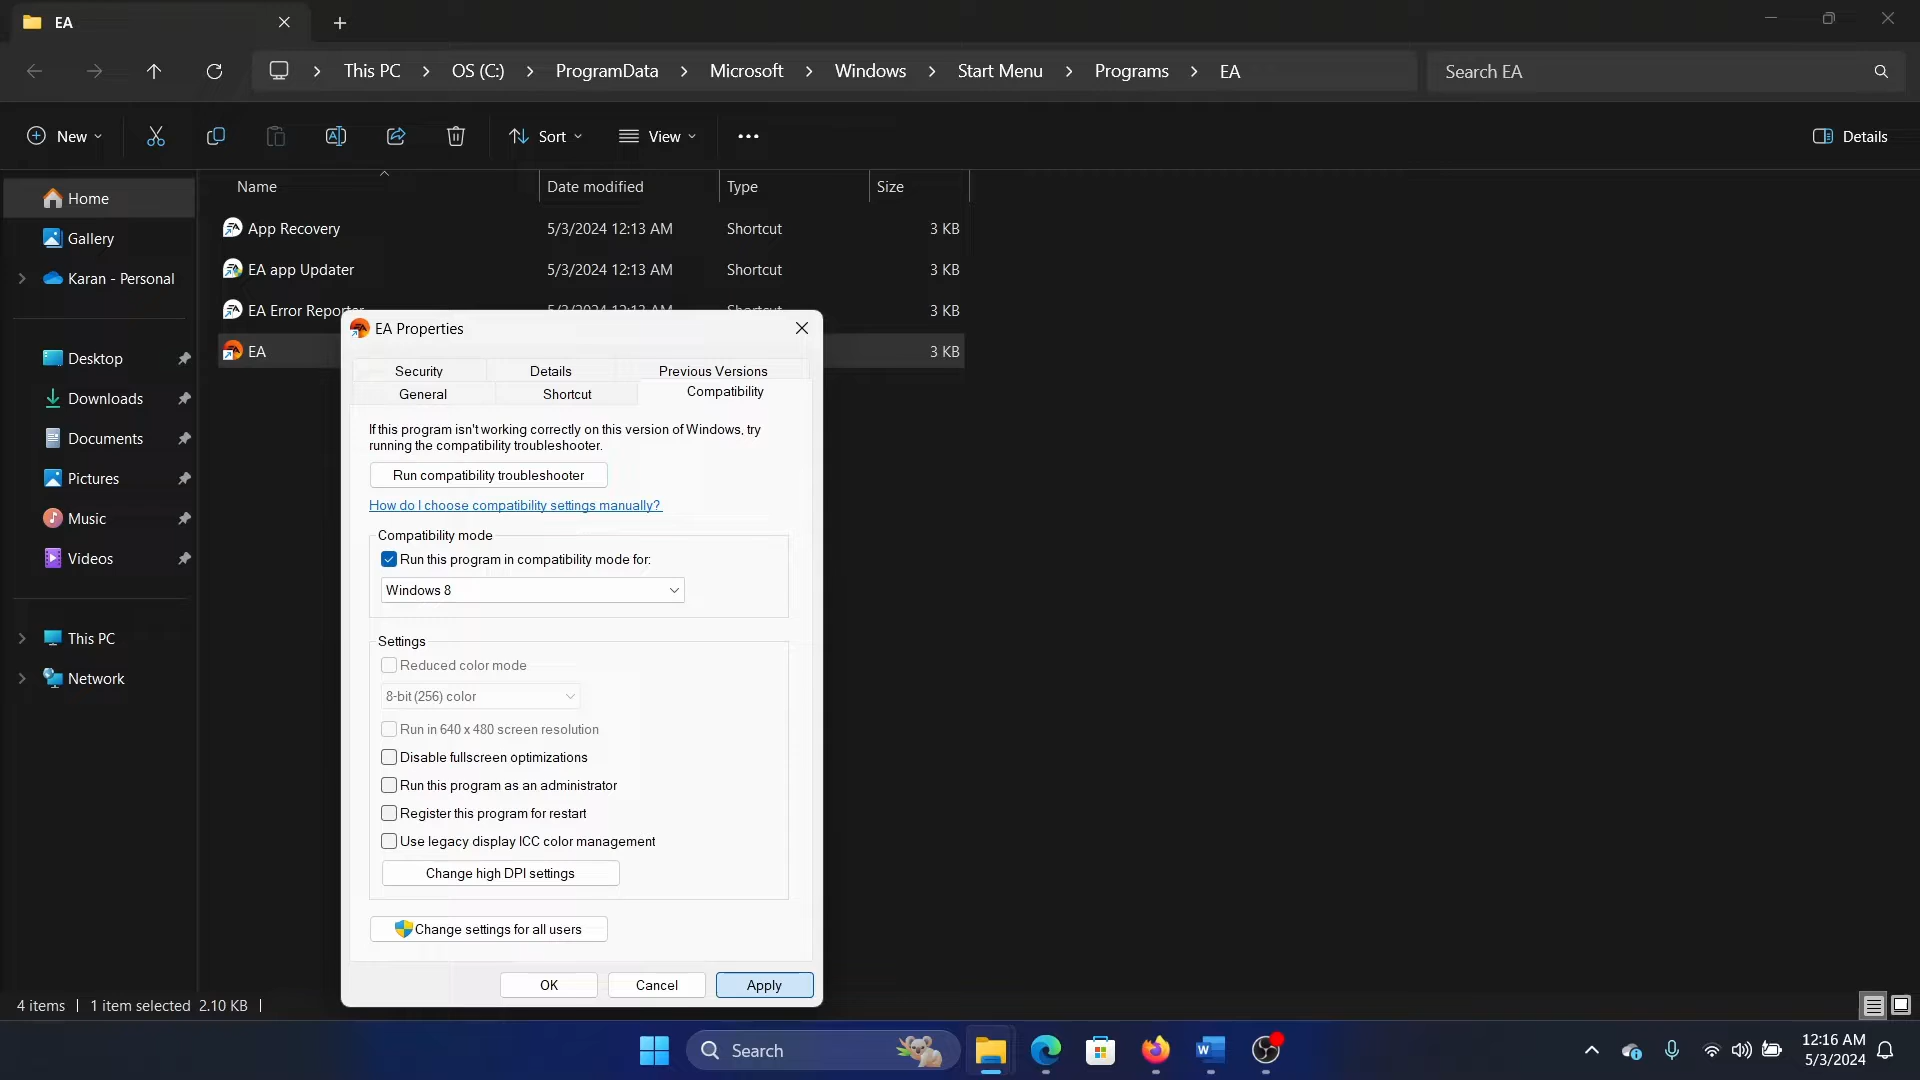 EA
This PC
OS (C:)
ProgramData
Microsoft
Windows
Start Menu
Programs
EA
Search EA
New
Sort
View
Details
Home
Gallery
Karan - Personal
Desktop
Downloads
Documents
Pictures
Music
Videos
This PC
Network
Name
Date modified
Type
Size
App Recovery
5/3/2024 12:13 AM
Shortcut
3 KB
EA app Updater
5/3/2024 12:13 AM
Shortcut
3 KB
EA Error Reporter
5/3/2024 12:13 AM
Shortcut
3 KB
EA
3 KB
EA Properties
Security
Details
Previous Versions
General
Shortcut
Compatibility
If this program isn't working correctly on this version of Windows, try
running the compatibility troubleshooter.
Run compatibility troubleshooter
How do I choose compatibility settings manually?
Compatibility mode
Run this program in compatibility mode for:
Windows 8
Settings
Reduced color mode
8-bit (256) color
Run in 640 x 480 screen resolution
Disable fullscreen optimizations
Run this program as an administrator
Register this program for restart
Use legacy display ICC color management
Change high DPI settings
Change settings for all users
OK
Cancel
Apply
4 items
1 item selected 2.10 KB
Search
12:16 AM
5/3/2024